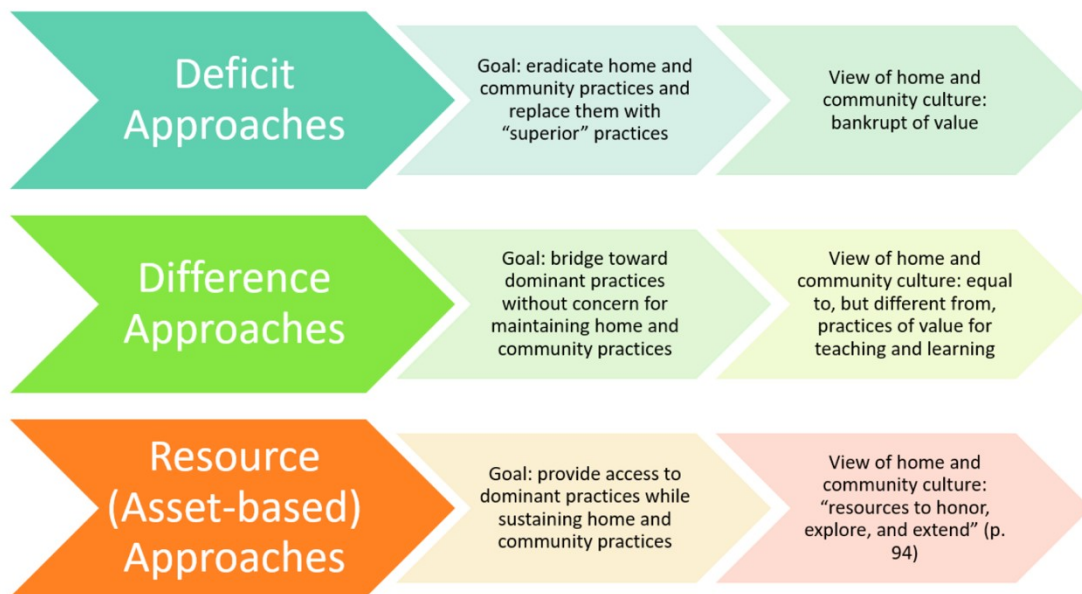 Deficit
Approaches
Goal: eradicate home and
community practices and
replace them with
“superior” practices
View of home and
community culture:
bankrupt of value
Difference
Approaches
Goal: bridge toward
dominant practices
without concern for
maintaining home and
community practices
View of home and
community culture: equal
to, but different from,
practices of value for
teaching and learning
Resource
(Asset-based)
Approaches
Goal: provide access to
dominant practices while
sustaining home and
community practices
View of home and
community culture:
“resources to honor,
explore, and extend” (p.
94)